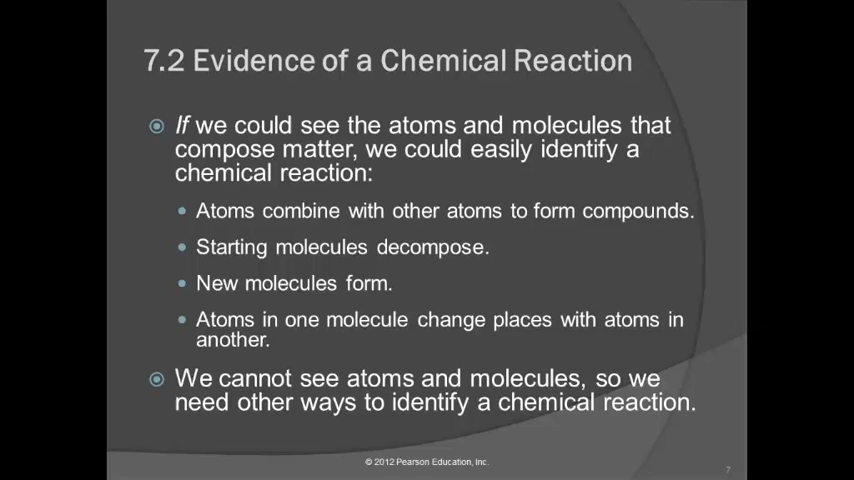 7.2 Evidence of a Chemical Reaction
If we could see the atoms and molecules that
compose matter, we could easily identify a
chemical reaction:
Atoms combine with other atoms to form compounds.
Starting molecules decompose.
New molecules form.
Atoms in one molecule change places with atoms in
another.
We cannot see atoms and molecules, so we
need other ways to identify a chemical reaction.
© 2012 Pearson Education, Inc.
7